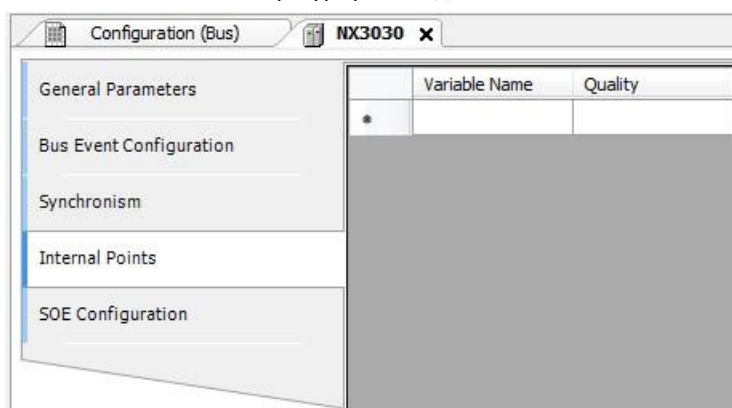 Configuration (Bus) NX3030
General Parameters
Variable Name Quality
Bus Event Configuration
Synchronism
Internal Points
SOE Configuration